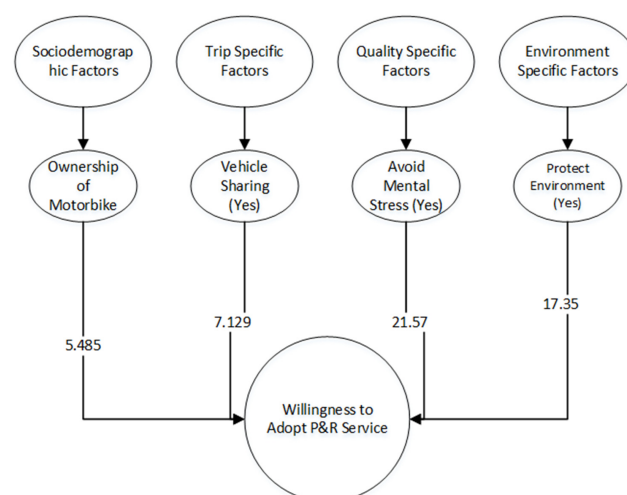 Sociodemograp
hic Factors
Trip Specific
Factors
Quality Specific
Factors
Environment
Specific Factors
Ownership
of
Motorbike
Vehicle
Sharing
(Yes)
Avoid
Mental
Stress (Yes)
Protect
Environment
(Yes)
5.485
7.129
21.57
17.35
Willingness to
Adopt P&R Service